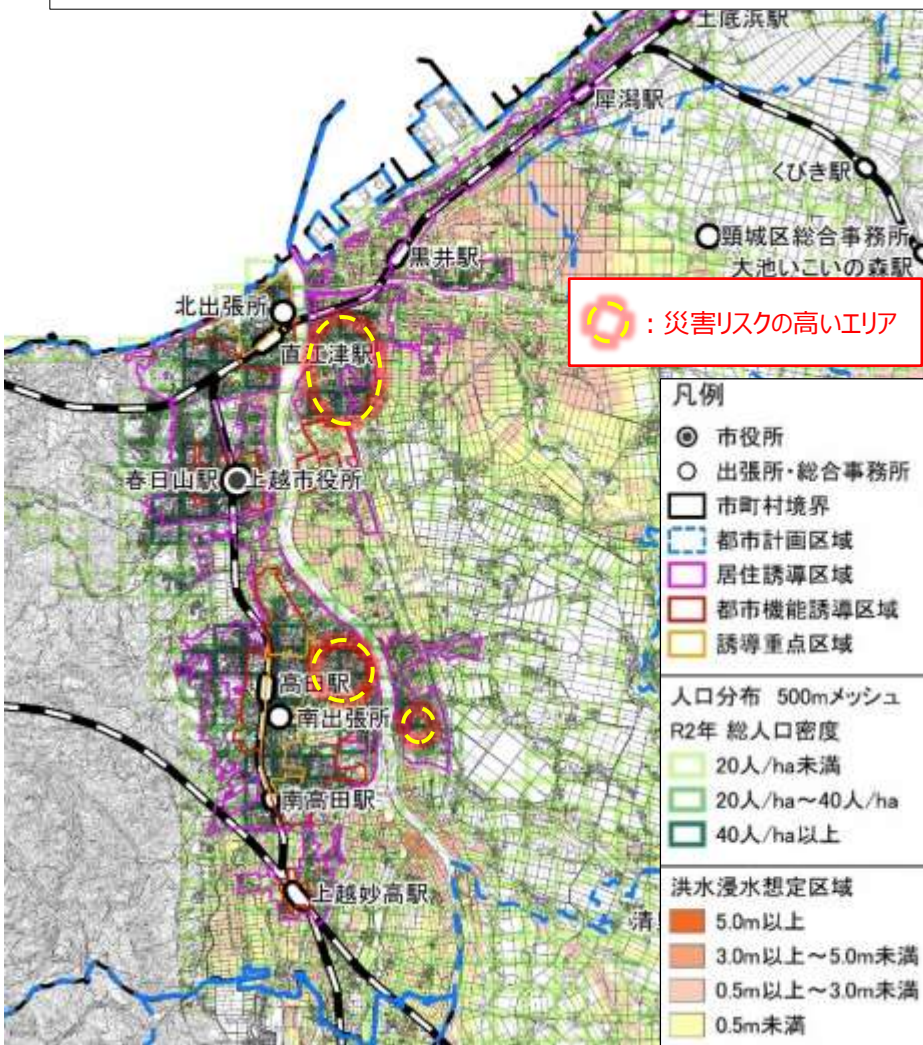 土底浜駅
犀潟駅
くびき駅
頸城区総合事務所
大池いこいの森駅
黒井駅
北出張所
直江津駅
：災害リスクの高いエリア
春日山駅
上越市役所
高田駅
南出張所
南高田駅
上越妙高駅
凡例
市役所
出張所・総合事務所
市町村境界
都市計画区域
居住誘導区域
都市機能誘導区域
誘導重点区域
人口分布 500mメッシュ
R2年 総人口密度
20人/ha未満
20人/ha～40人/ha
40人/ha以上
洪水浸水想定区域
5.0m以上
3.0m以上～5.0m未満
0.5m以上～3.0m未満
0.5m未満